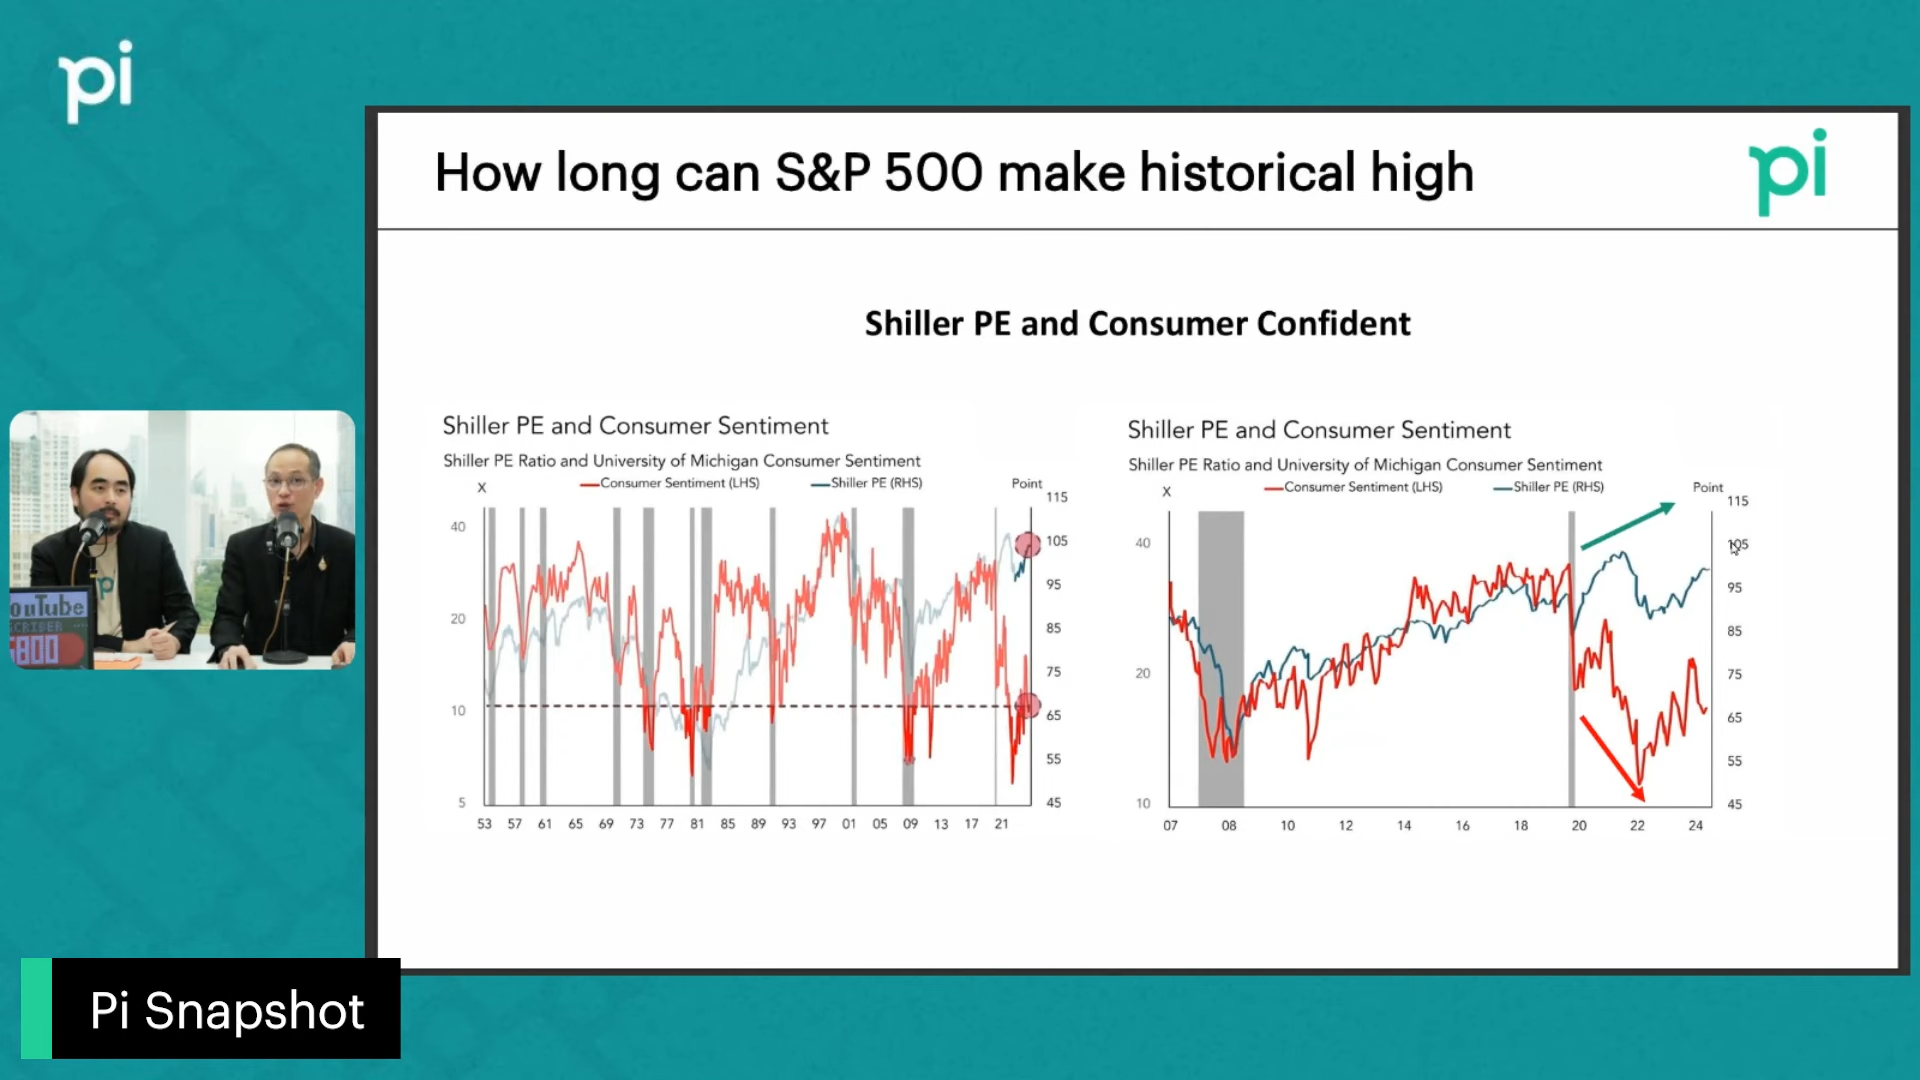 pi
How long can S&P 500 make historical high
pi
Shiller PE and Consumer Confident
Shiller PE and Consumer Sentiment
Shiller PE Ratio and University of Michigan Consumer Sentiment
X
Consumer Sentiment (LHS)
Shiller PE (RHS)
Point
115
105
95
85
75
65
55
45
40
20
10
5
53 57 61 65 69 73 77 81 85 89 93 97 01 05 09 13 17 21
Shiller PE and Consumer Sentiment
Shiller PE Ratio and University of Michigan Consumer Sentiment
X
Consumer Sentiment (LHS)
Shiller PE (RHS)
Point
115
105
95
85
75
65
55
45
40
20
10
07 08 10 12 14 16 18 20 22 24
ouTube
SCRIBER
800
Pi Snapshot